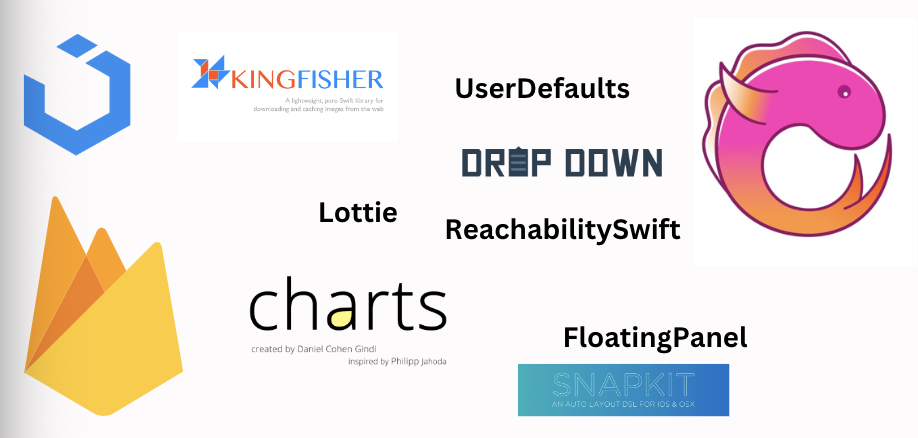 KINGFISHER
A lightweight, pure-Swift library for
downloading and caching images from the web
UserDefaults
DROP DOWN
Lottie
ReachabilitySwift
charts
created by Daniel Cohen Gindi
inspired by Philipp Jahoda
FloatingPanel
SNAPKIT
AN AUTO LAYOUT DSL FOR IOS & OSX